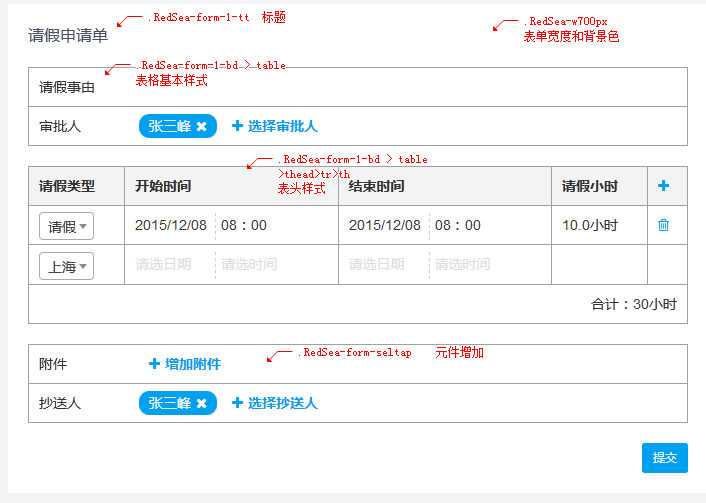 .RedSea-form-1-tt 标题
.RedSea-w700px
表单宽度和背景色
请假申请单
.RedSea-form-1-bd > table
表格基本样式
请假事由
审批人 张三峰 ✖ + 选择审批人
.RedSea-form-1-bd > table
>thead>tr>th
表头样式
请假类型 开始时间 结束时间 请假小时 +
请假 2015/12/08 08：00 2015/12/08 08：00 10.0小时
上海 请选日期 请选时间 请选日期 请选时间
合计：30小时
.RedSea-form-seltap 元件增加
附件 + 增加附件
抄送人 张三峰 ✖ + 选择抄送人
提交